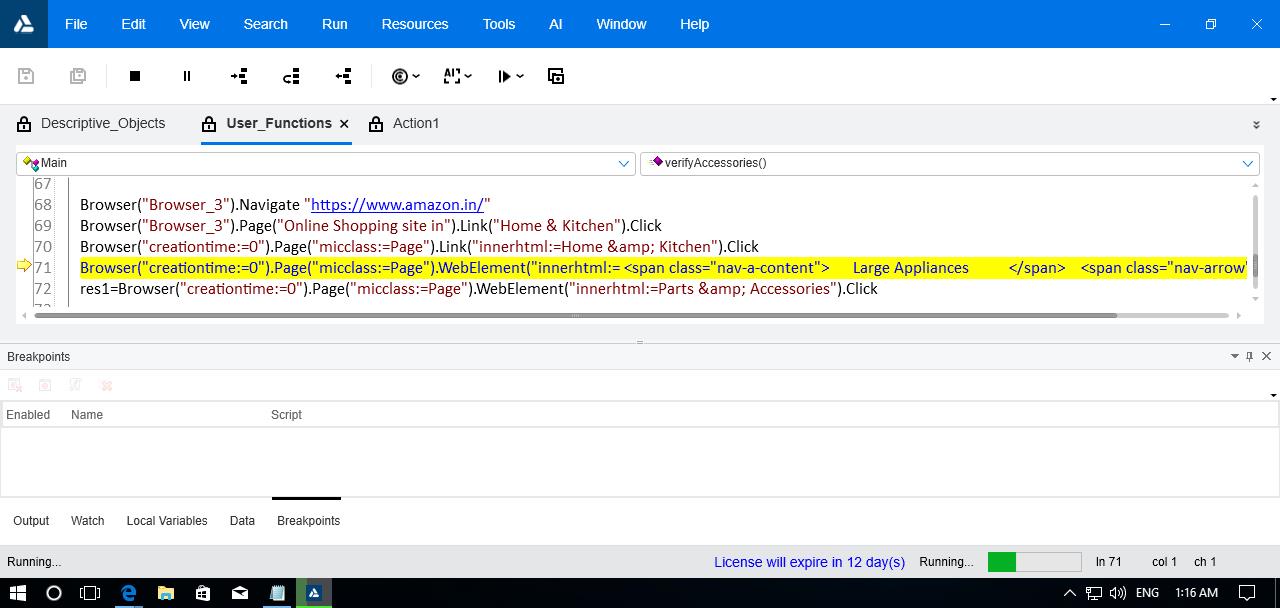 File Edit View Search Run Resources Tools AI Window Help
Descriptive_Objects User_Functions Action1
Main verifyAccessories()
67
68 Browser("Browser_3").Navigate "https://www.amazon.in/"
69 Browser("Browser_3").Page("Online Shopping site in").Link("Home & Kitchen").Click
70 Browser("creationtime:=0").Page("micclass:=Page").Link("innerhtml:=Home &amp; Kitchen").Click
71 Browser("creationtime:=0").Page("micclass:=Page").WebElement("innerhtml:= <span class="nav-a-content"> Large Appliances </span> <span class="nav-arrow
72 res1=Browser("creationtime:=0").Page("micclass:=Page").WebElement("innerhtml:=Parts &amp; Accessories").Click
Breakpoints
Enabled Name Script
Output Watch Local Variables Data Breakpoints
Running... License will expire in 12 day(s) Running... ln 71 col 1 ch 1
ENG 1:16 AM